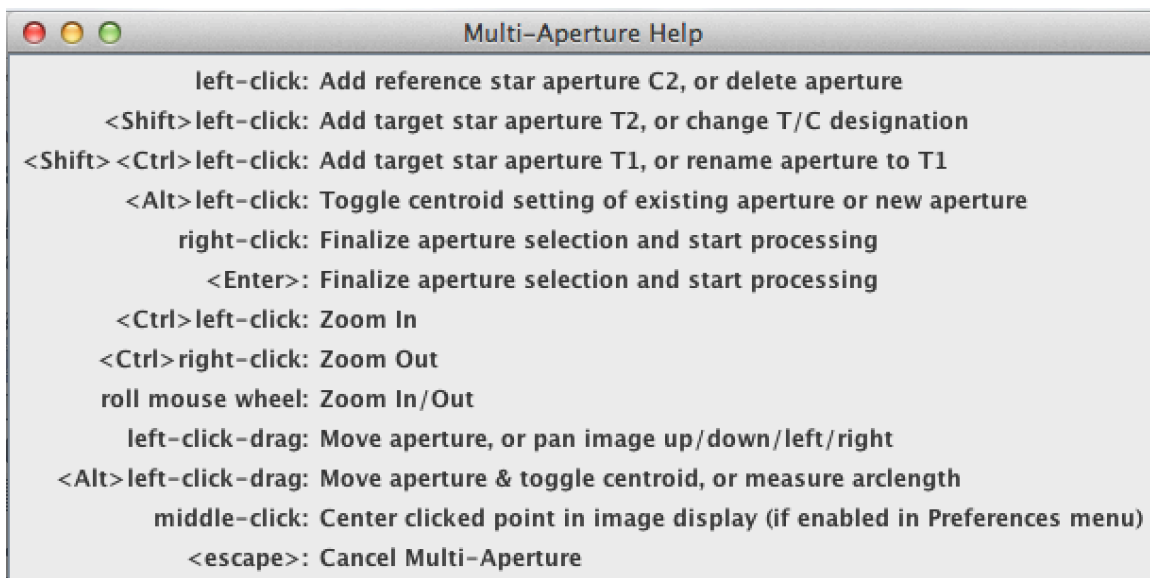 Multi-Aperture Help
left-click: Add reference star aperture C2, or delete aperture
<Shift>left-click: Add target star aperture T2, or change T/C designation
<Shift><Ctrl>left-click: Add target star aperture T1, or rename aperture to T1
<Alt>left-click: Toggle centroid setting of existing aperture or new aperture
right-click: Finalize aperture selection and start processing
<Enter>: Finalize aperture selection and start processing
<Ctrl>left-click: Zoom In
<Ctrl>right-click: Zoom Out
roll mouse wheel: Zoom In/Out
left-click-drag: Move aperture, or pan image up/down/left/right
<Alt>left-click-drag: Move aperture & toggle centroid, or measure arclength
middle-click: Center clicked point in image display (if enabled in Preferences menu)
<escape>: Cancel Multi-Aperture